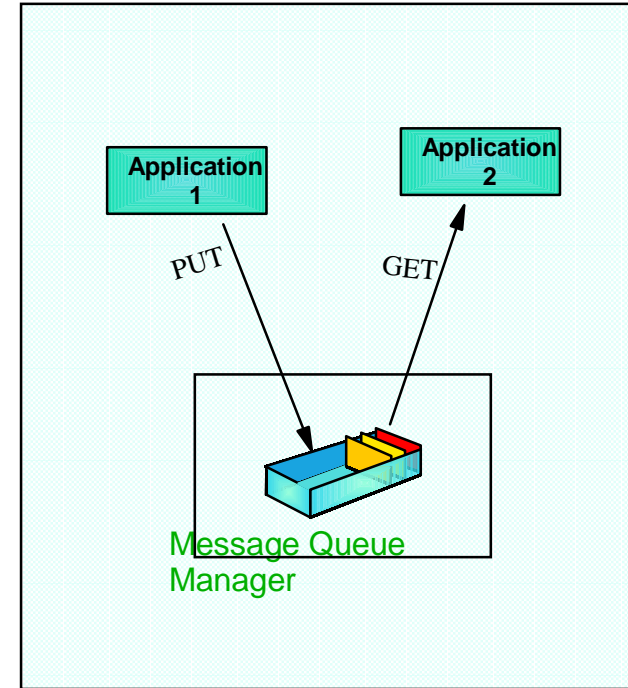 Application
1
Application
2
PUT
GET
Message Queue
Manager